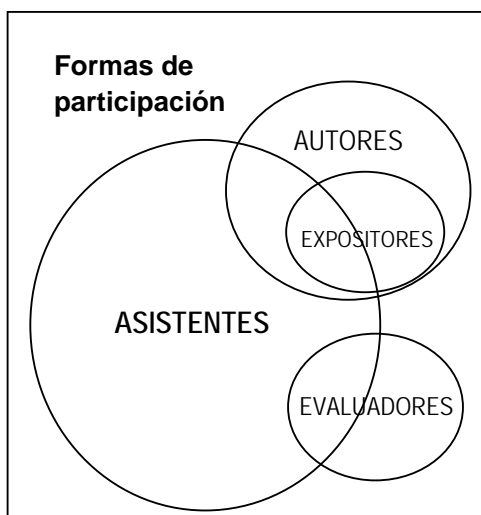 Formas de
participación
AUTORES
EXPOSITORES
ASISTENTES
EVALUADORES